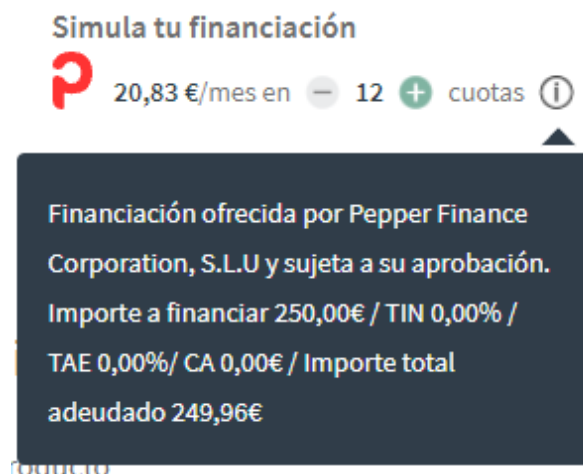 Simula tu financiación
20,83 €/mes en − 12 + cuotas i
Financiación ofrecida por Pepper Finance
Corporation, S.L.U y sujeta a su aprobación.
Importe a financiar 250,00€ / TIN 0,00% /
TAE 0,00%/ CA 0,00€ / Importe total
adeudado 249,96€